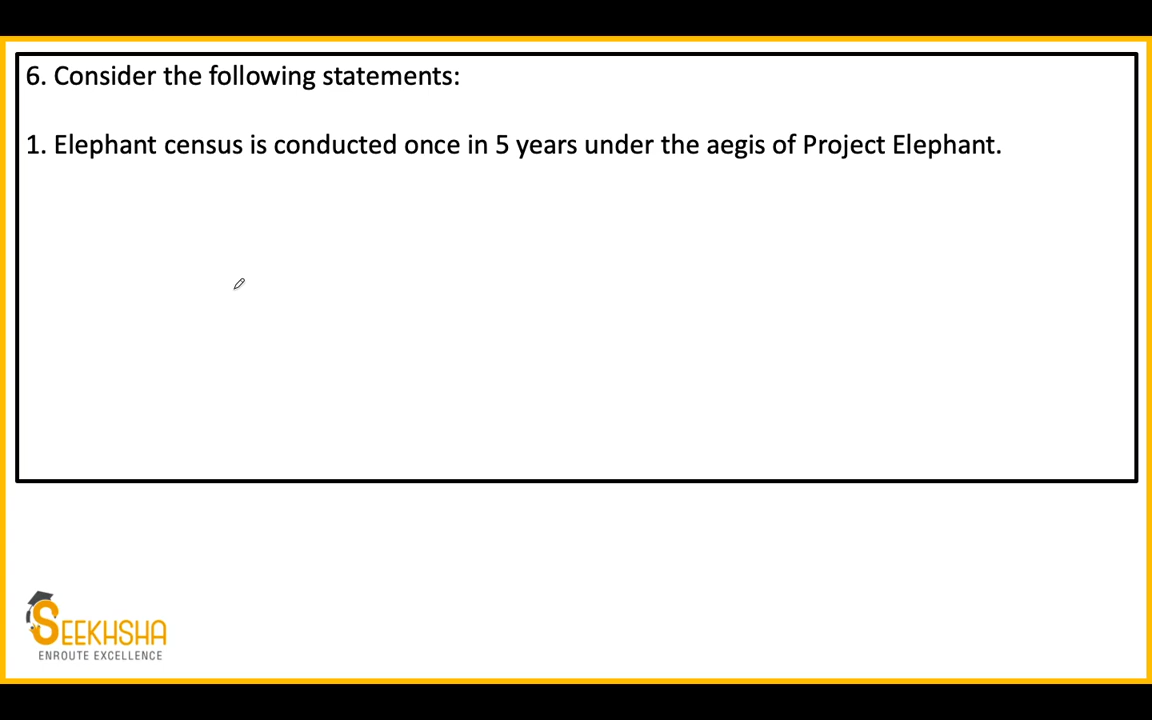 6. Consider the following statements:
1. Elephant census is conducted once in 5 years under the aegis of Project Elephant.
SEEKHSHA
ENROUTE EXCELLENCE